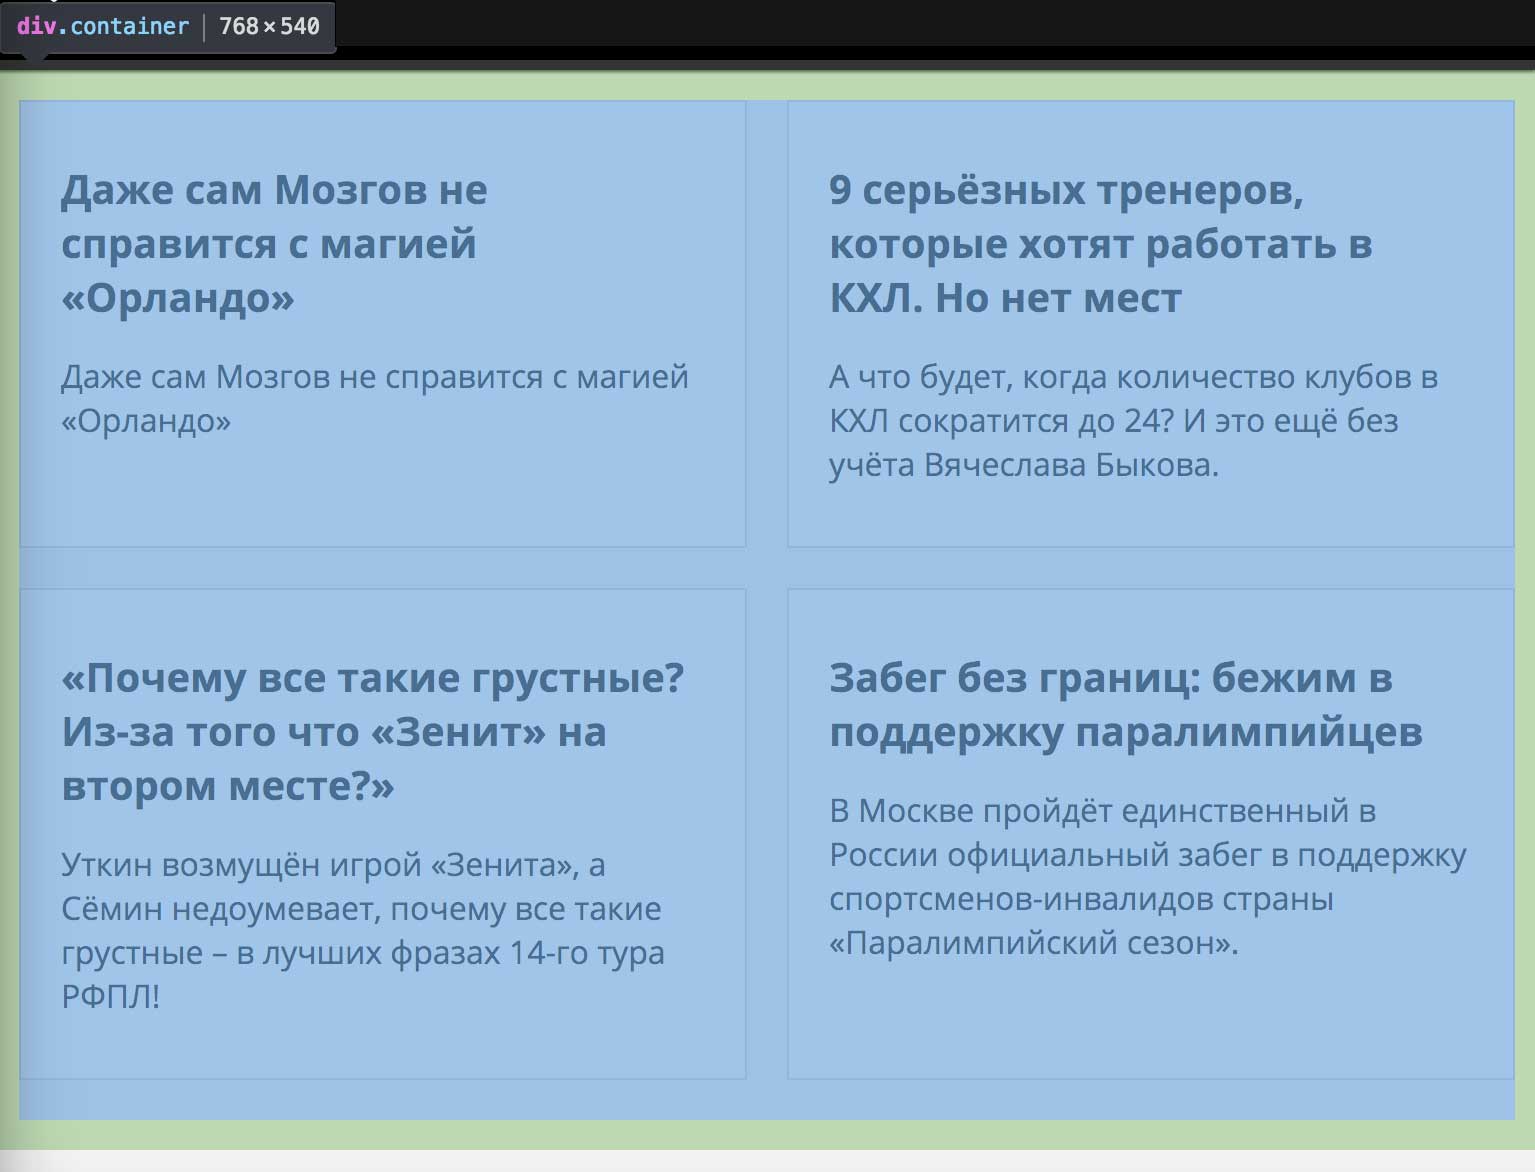 div.container | 768×540
Даже сам Мозгов не
справится с магией
«Орландо»
Даже сам Мозгов не справится с магией
«Орландо»
9 серьёзных тренеров,
которые хотят работать в
КХЛ. Но нет мест
А что будет, когда количество клубов в
КХЛ сократится до 24? И это ещё без
учёта Вячеслава Быкова.
«Почему все такие грустные?
Из-за того что «Зенит» на
втором месте?»
Уткин возмущён игрой «Зенита», а
Сёмин недоумевает, почему все такие
грустные – в лучших фразах 14-го тура
РФПЛ!
Забег без границ: бежим в
поддержку паралимпийцев
В Москве пройдёт единственный в
России официальный забег в поддержку
спортсменов-инвалидов страны
«Паралимпийский сезон».